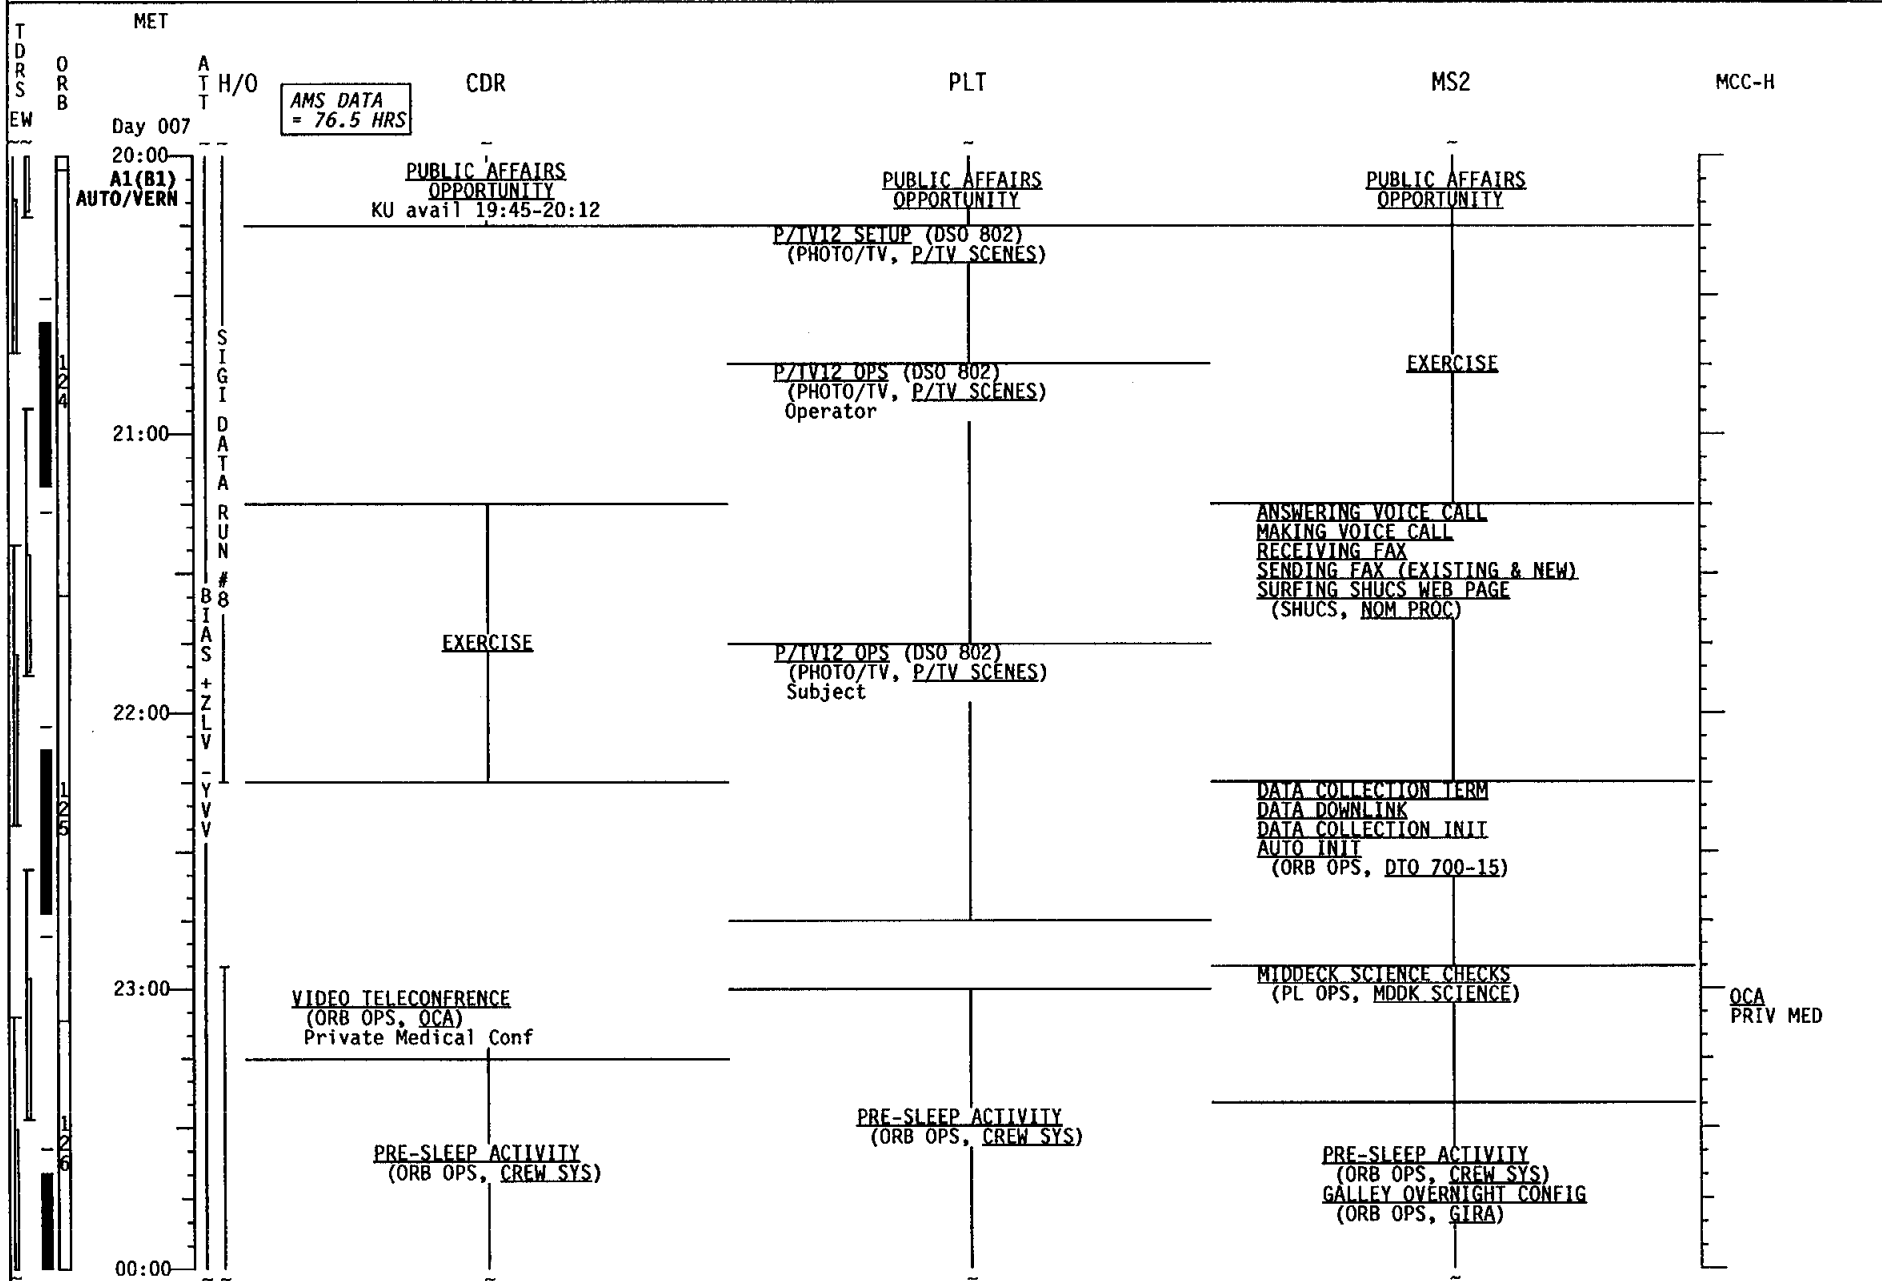 MET
TDRS
ORB
ATT
H/O
CDR
PLT
MS2
MCC-H
EW
AMS DATA
= 76.5 HRS
Day 007
20:00
A1(B1)
AUTO/VERN
PUBLIC AFFAIRS
OPPORTUNITY
KU avail 19:45-20:12
PUBLIC AFFAIRS
OPPORTUNITY
PUBLIC AFFAIRS
OPPORTUNITY
P/TV12 SETUP (DSO 802)
(PHOTO/TV, P/TV SCENES)
SIGI DATA RUN #8
124
P/TV12 OPS (DSO 802)
(PHOTO/TV, P/TV SCENES)
Operator
EXERCISE
21:00
ANSWERING VOICE CALL
MAKING VOICE CALL
RECEIVING FAX
SENDING FAX (EXISTING & NEW)
SURFING SHUCS WEB PAGE
(SHUCS, NOM PROC)
BIAS +ZLV -YVV
EXERCISE
P/TV12 OPS (DSO 802)
(PHOTO/TV, P/TV SCENES)
Subject
22:00
125
DATA COLLECTION TERM
DATA DOWNLINK
DATA COLLECTION INIT
AUTO INIT
(ORB OPS, DTO 700-15)
23:00
VIDEO TELECONFRENCE
(ORB OPS, OCA)
Private Medical Conf
MIDDECK SCIENCE CHECKS
(PL OPS, MDDK SCIENCE)
OCA
PRIV MED
126
PRE-SLEEP ACTIVITY
(ORB OPS, CREW SYS)
PRE-SLEEP ACTIVITY
(ORB OPS, CREW SYS)
PRE-SLEEP ACTIVITY
(ORB OPS, CREW SYS)
GALLEY OVERNIGHT CONFIG
(ORB OPS, GIRA)
00:00